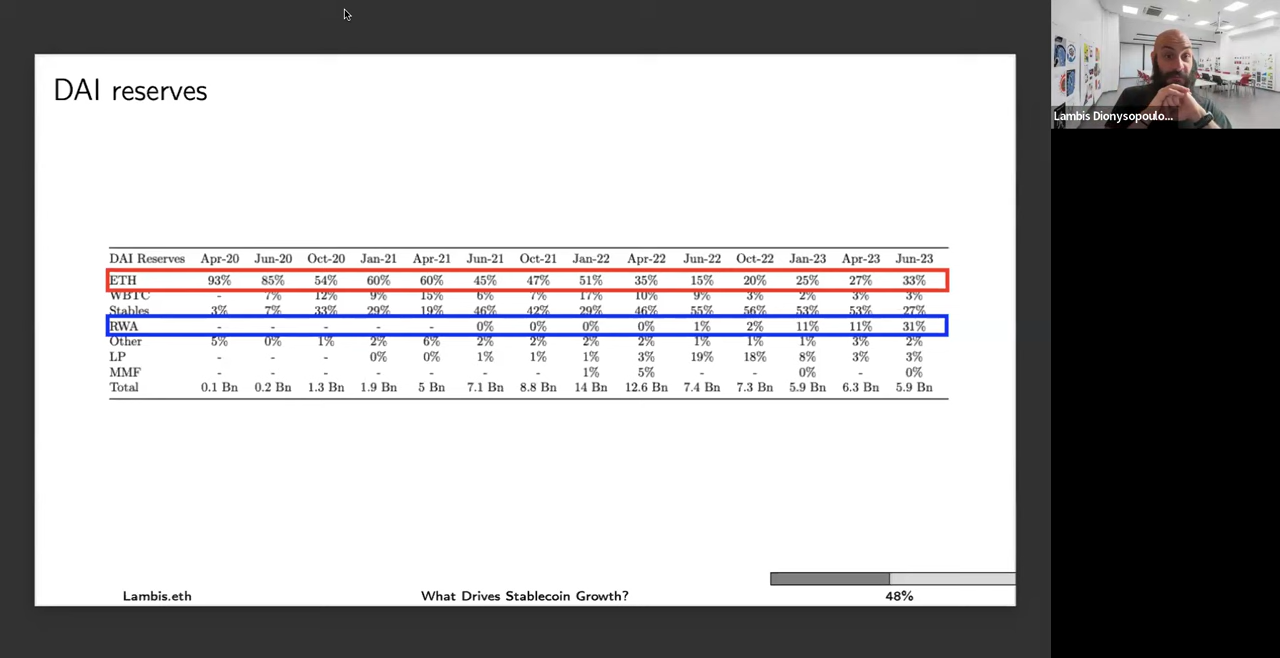 DAI reserves
Lambis Dionysopoulo...
DAI Reserves Apr-20 Jun-20 Oct-20 Jan-21 Apr-21 Jun-21 Oct-21 Jan-22 Apr-22 Jun-22 Oct-22 Jan-23 Apr-23 Jun-23
ETH 93% 85% 54% 60% 60% 45% 47% 51% 35% 15% 20% 25% 27% 33%
WBTC - 7% 12% 9% 15% 6% 7% 17% 10% 9% 3% 2% 3% 3%
Stables 3% 7% 33% 29% 19% 46% 42% 29% 46% 55% 56% 53% 53% 27%
RWA - - - - - 0% 0% 0% 0% 1% 2% 11% 11% 31%
Other 5% 0% 1% 2% 6% 2% 2% 2% 2% 1% 1% 1% 3% 2%
LP - - - 0% 0% 1% 1% 1% 3% 19% 18% 8% 3% 3%
MMF - - - - - - - 1% 5% - - 0% - 0%
Total 0.1 Bn 0.2 Bn 1.3 Bn 1.9 Bn 5 Bn 7.1 Bn 8.8 Bn 14 Bn 12.6 Bn 7.4 Bn 7.3 Bn 5.9 Bn 6.3 Bn 5.9 Bn
Lambis.eth What Drives Stablecoin Growth? 48%